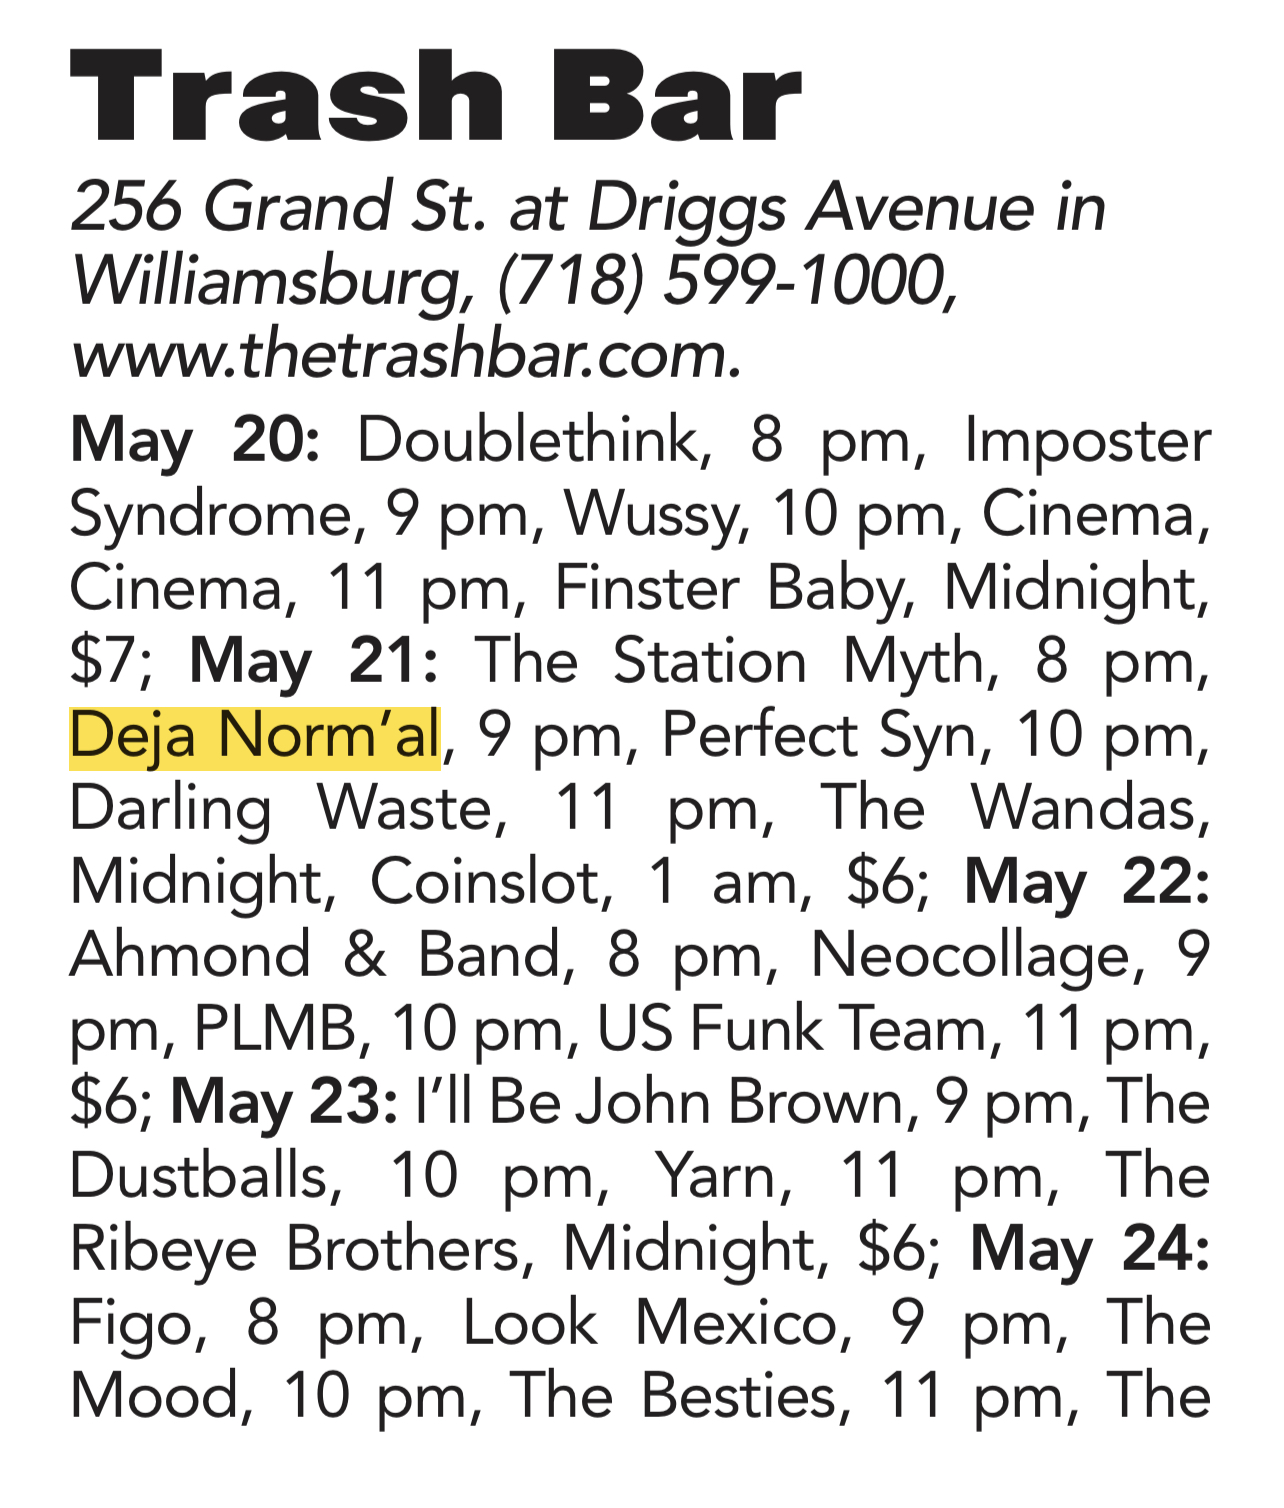 Trash Bar
256 Grand St. at Driggs Avenue in
Williamsburg, (718) 599-1000,
www.thetrashbar.com.
May 20: Doublethink, 8 pm, Imposter
Syndrome, 9 pm, Wussy, 10 pm, Cinema,
Cinema, 11 pm, Finster Baby, Midnight,
$7; May 21: The Station Myth, 8 pm,
Deja Norm’al, 9 pm, Perfect Syn, 10 pm,
Darling Waste, 11 pm, The Wandas,
Midnight, Coinslot, 1 am, $6; May 22:
Ahmond & Band, 8 pm, Neocollage, 9
pm, PLMB, 10 pm, US Funk Team, 11 pm,
$6; May 23: I’ll Be John Brown, 9 pm, The
Dustballs, 10 pm, Yarn, 11 pm, The
Ribeye Brothers, Midnight, $6; May 24:
Figo, 8 pm, Look Mexico, 9 pm, The
Mood, 10 pm, The Besties, 11 pm, The